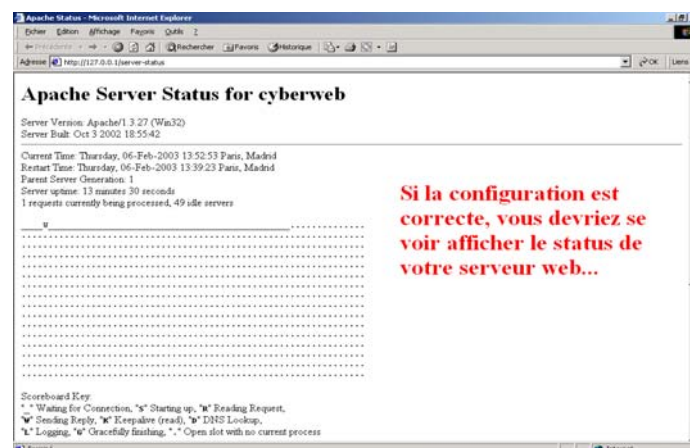 Apache Status - Microsoft Internet Explorer
Fichier Edition Affichage Favoris Outils ?
Précédente Rechercher Favoris Historique
Adresse http://127.0.0.1/server-status OK Liens
Apache Server Status for cyberweb
Server Version: Apache/1.3.27 (Win32)
Server Built: Oct 3 2002 18:55:42
Current Time: Thursday, 06-Feb-2003 13:52:53 Paris, Madrid
Restart Time: Thursday, 06-Feb-2003 13:39:23 Paris, Madrid
Parent Server Generation: 1
Server uptime: 13 minutes 30 seconds
1 requests currently being processed, 49 idle servers
Si la configuration est
correcte, vous devriez se
voir afficher le status de
votre serveur web...
Scoreboard Key:
"_" Waiting for Connection, "S" Starting up, "R" Reading Request,
"W" Sending Reply, "K" Keepalive (read), "D" DNS Lookup,
"L" Logging, "G" Gracefully finishing, "." Open slot with no current process